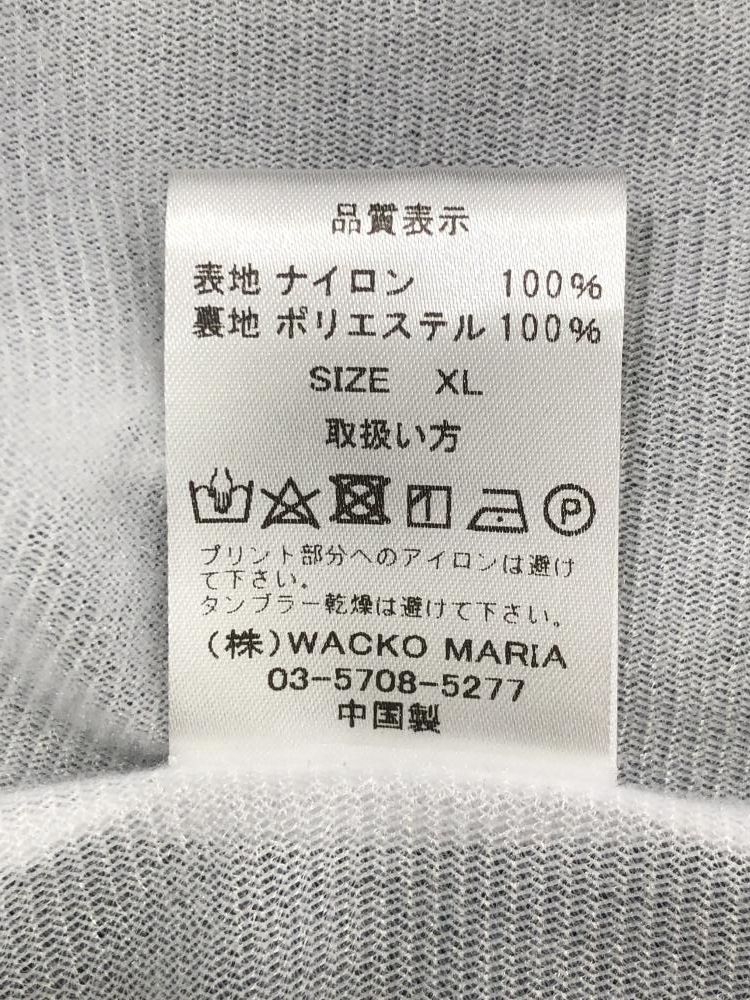 品質表示
表地 ナイロン 100%
裏地 ポリエステル 100%
SIZE XL
取扱い方
P
プリント部分へのアイロンは避け
て下さい。
タンブラー乾燥は避けて下さい。
(株)WACKO MARIA
03-5708-5277
中国製